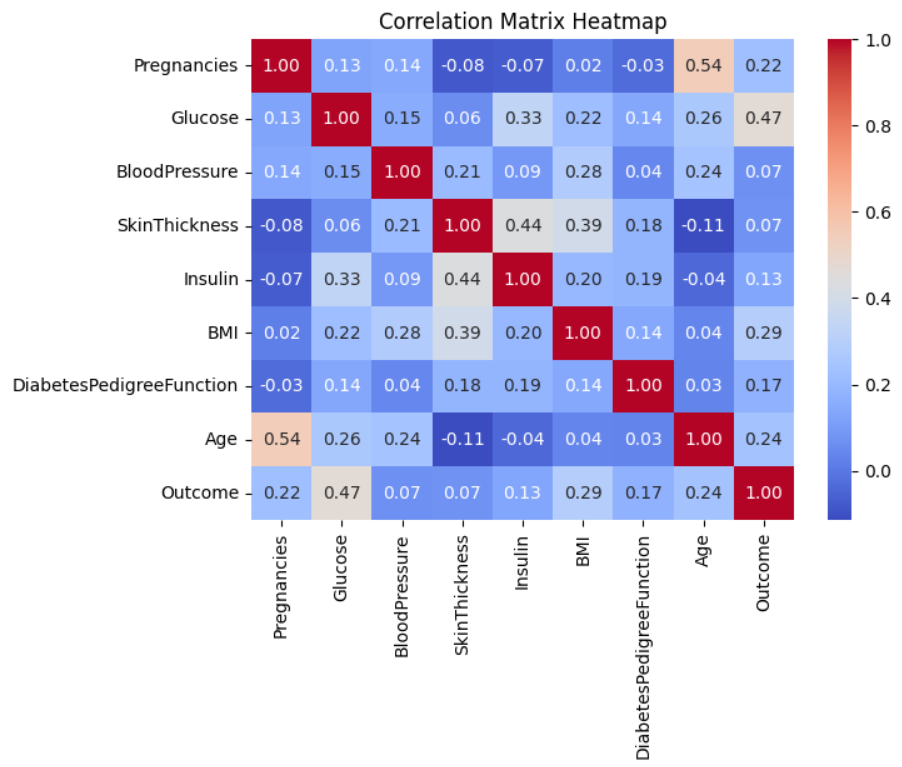 Correlation Matrix Heatmap
Pregnancies 1.00 0.13 0.14 -0.08 -0.07 0.02 -0.03 0.54 0.22
Glucose 0.13 1.00 0.15 0.06 0.33 0.22 0.14 0.26 0.47
BloodPressure 0.14 0.15 1.00 0.21 0.09 0.28 0.04 0.24 0.07
SkinThickness -0.08 0.06 0.21 1.00 0.44 0.39 0.18 -0.11 0.07
Insulin -0.07 0.33 0.09 0.44 1.00 0.20 0.19 -0.04 0.13
BMI 0.02 0.22 0.28 0.39 0.20 1.00 0.14 0.04 0.29
DiabetesPedigreeFunction -0.03 0.14 0.04 0.18 0.19 0.14 1.00 0.03 0.17
Age 0.54 0.26 0.24 -0.11 -0.04 0.04 0.03 1.00 0.24
Outcome 0.22 0.47 0.07 0.07 0.13 0.29 0.17 0.24 1.00
Pregnancies
Glucose
BloodPressure
SkinThickness
Insulin
BMI
DiabetesPedigreeFunction
Age
Outcome
1.0
0.8
0.6
0.4
0.2
0.0